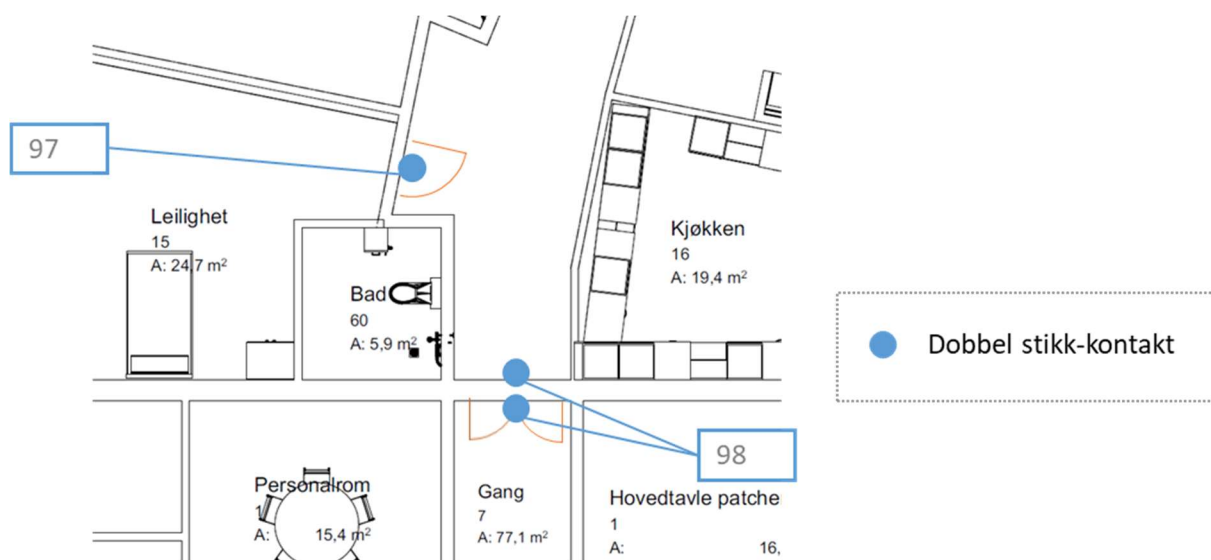 97
Leilighet
15
A: 24,7 m²
Kjøkken
16
A: 19,4 m²
Bad
60
A: 5,9 m²
Dobbel stikk-kontakt
98
Personalrom
1
A: 15,4 m²
Gang
7
A: 77,1 m²
Hovedtavle patche
1
A: 16,